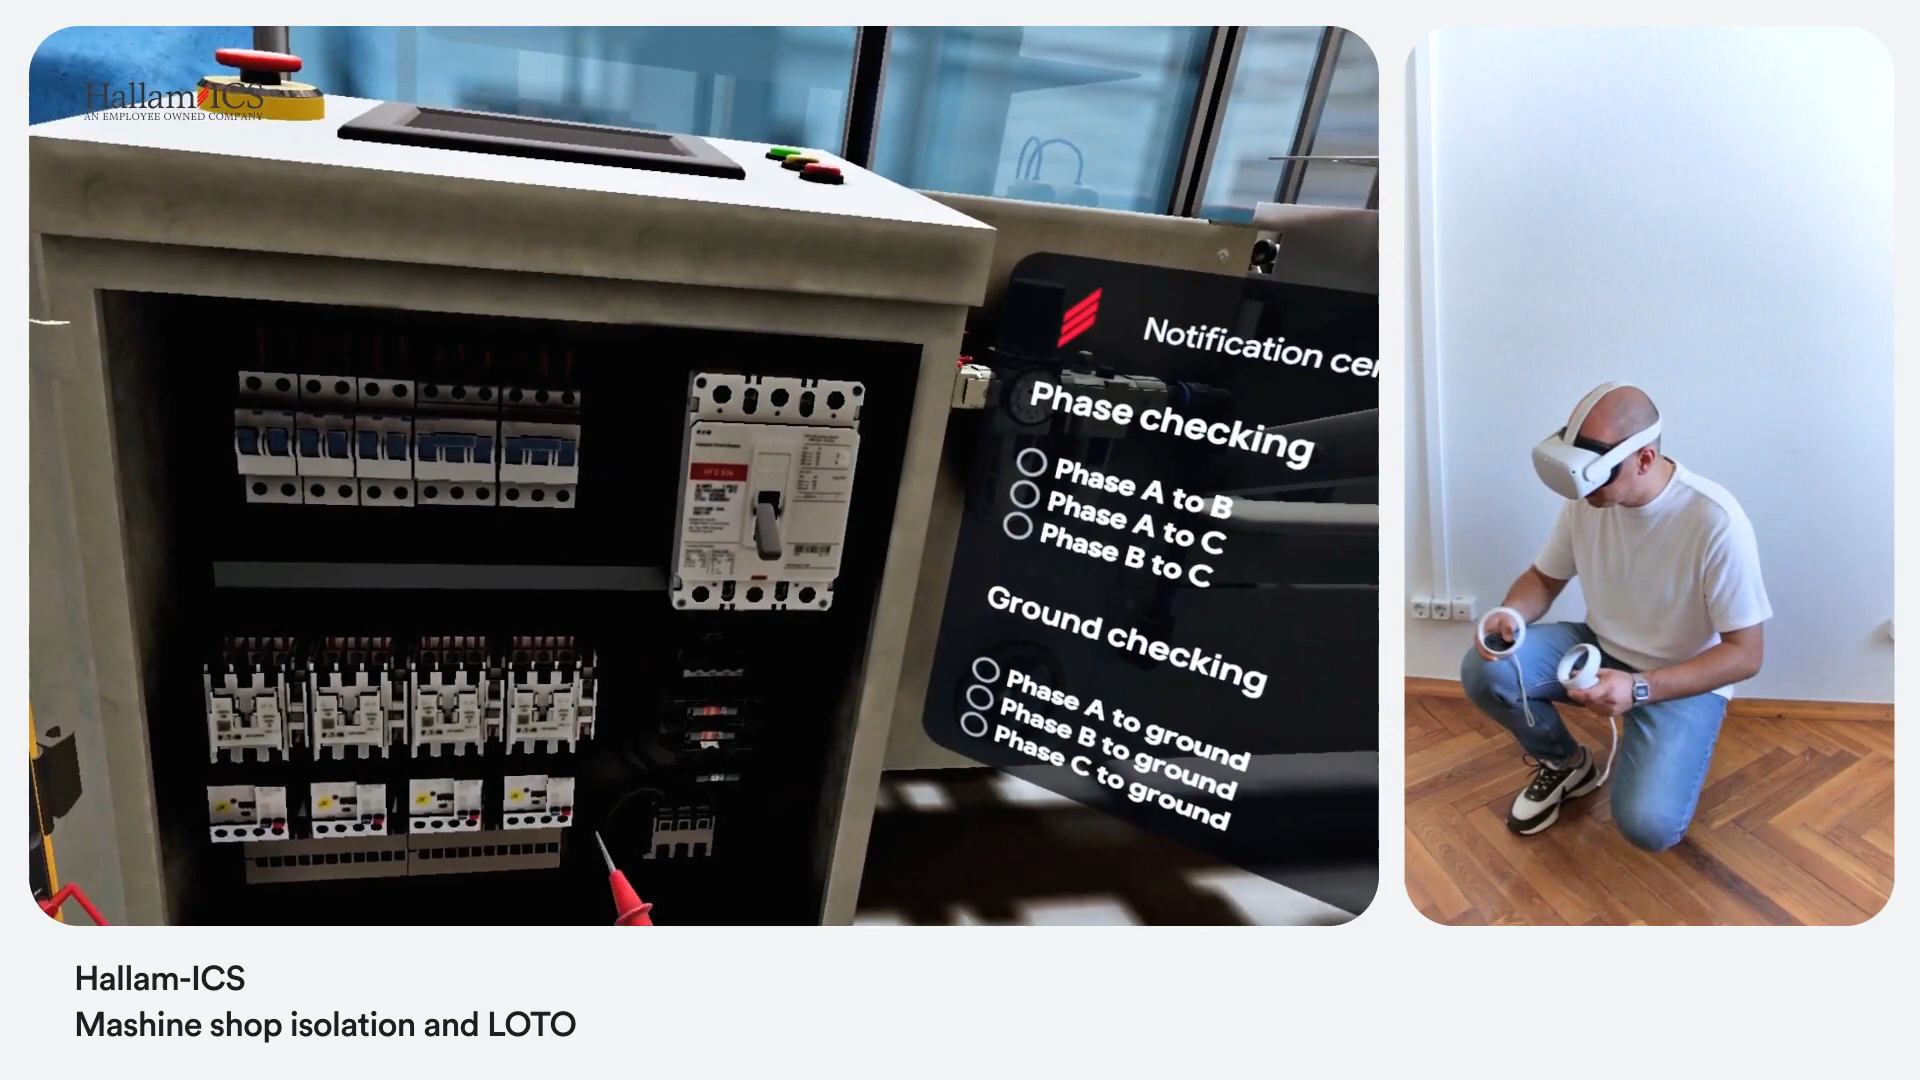 Hallam ICS
AN EMPLOYEE OWNED COMPANY
Notification
Phase checking
Phase A to B
Phase A to C
Phase B to C
Ground checking
Phase A to ground
Phase B to ground
Phase C to ground
Hallam-ICS
Mashine shop isolation and LOTO